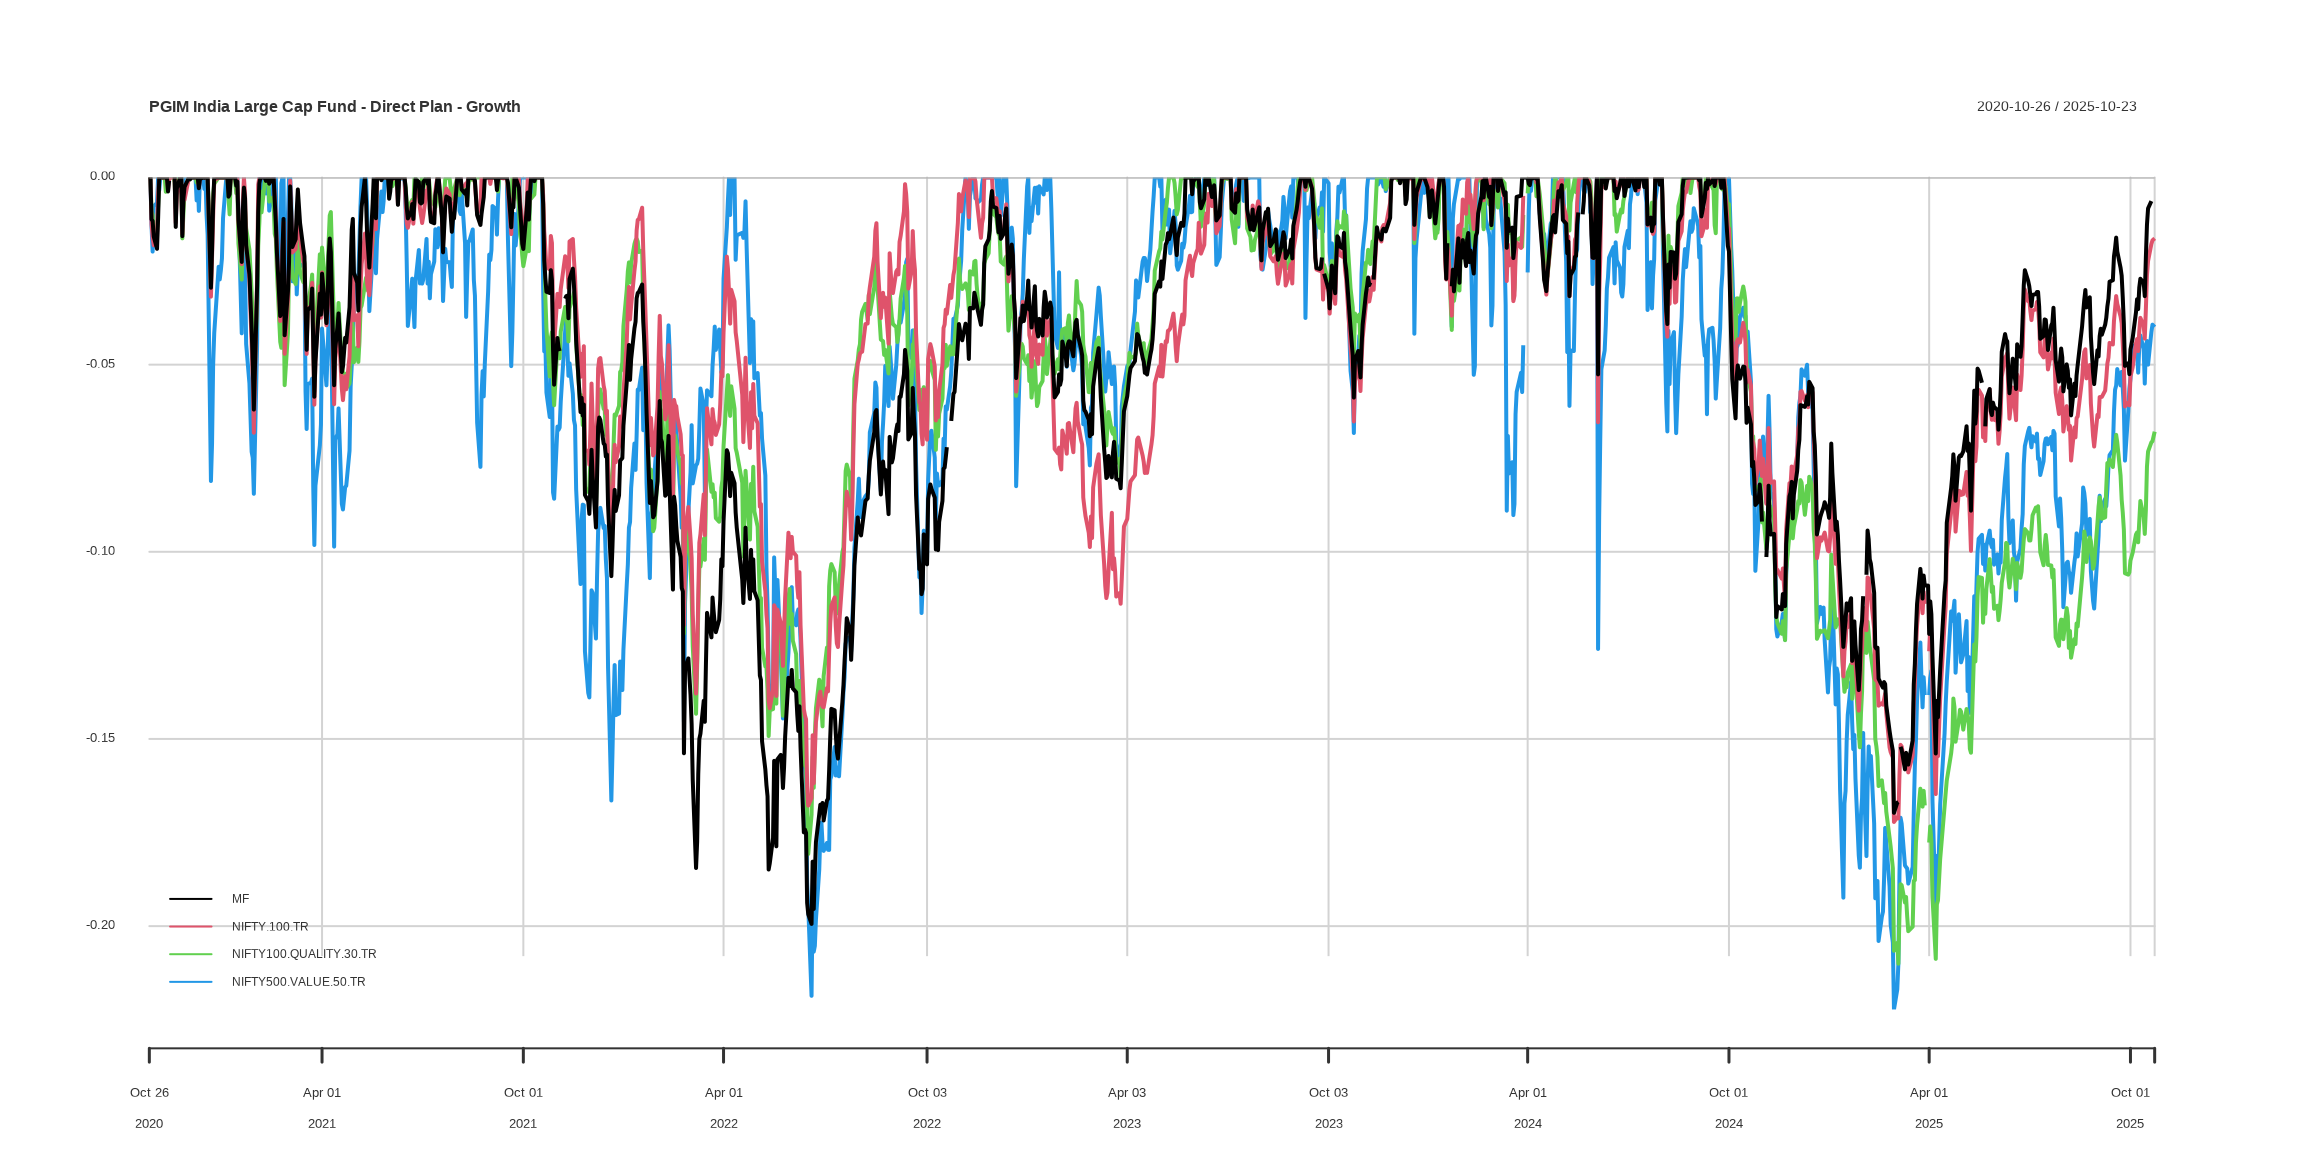 PGIM India Large Cap Fund - Direct Plan - Growth
2020-10-26 / 2025-10-23
0.00
-0.05
-0.10
-0.15
-0.20
MF
NIFTY.100.TR
NIFTY100.QUALITY.30.TR
NIFTY500.VALUE.50.TR
Oct 26 Apr 01 Oct 01 Apr 01 Oct 03 Apr 03 Oct 03 Apr 01 Oct 01 Apr 01 Oct 01
2020 2021 2021 2022 2022 2023 2023 2024 2024 2025 2025